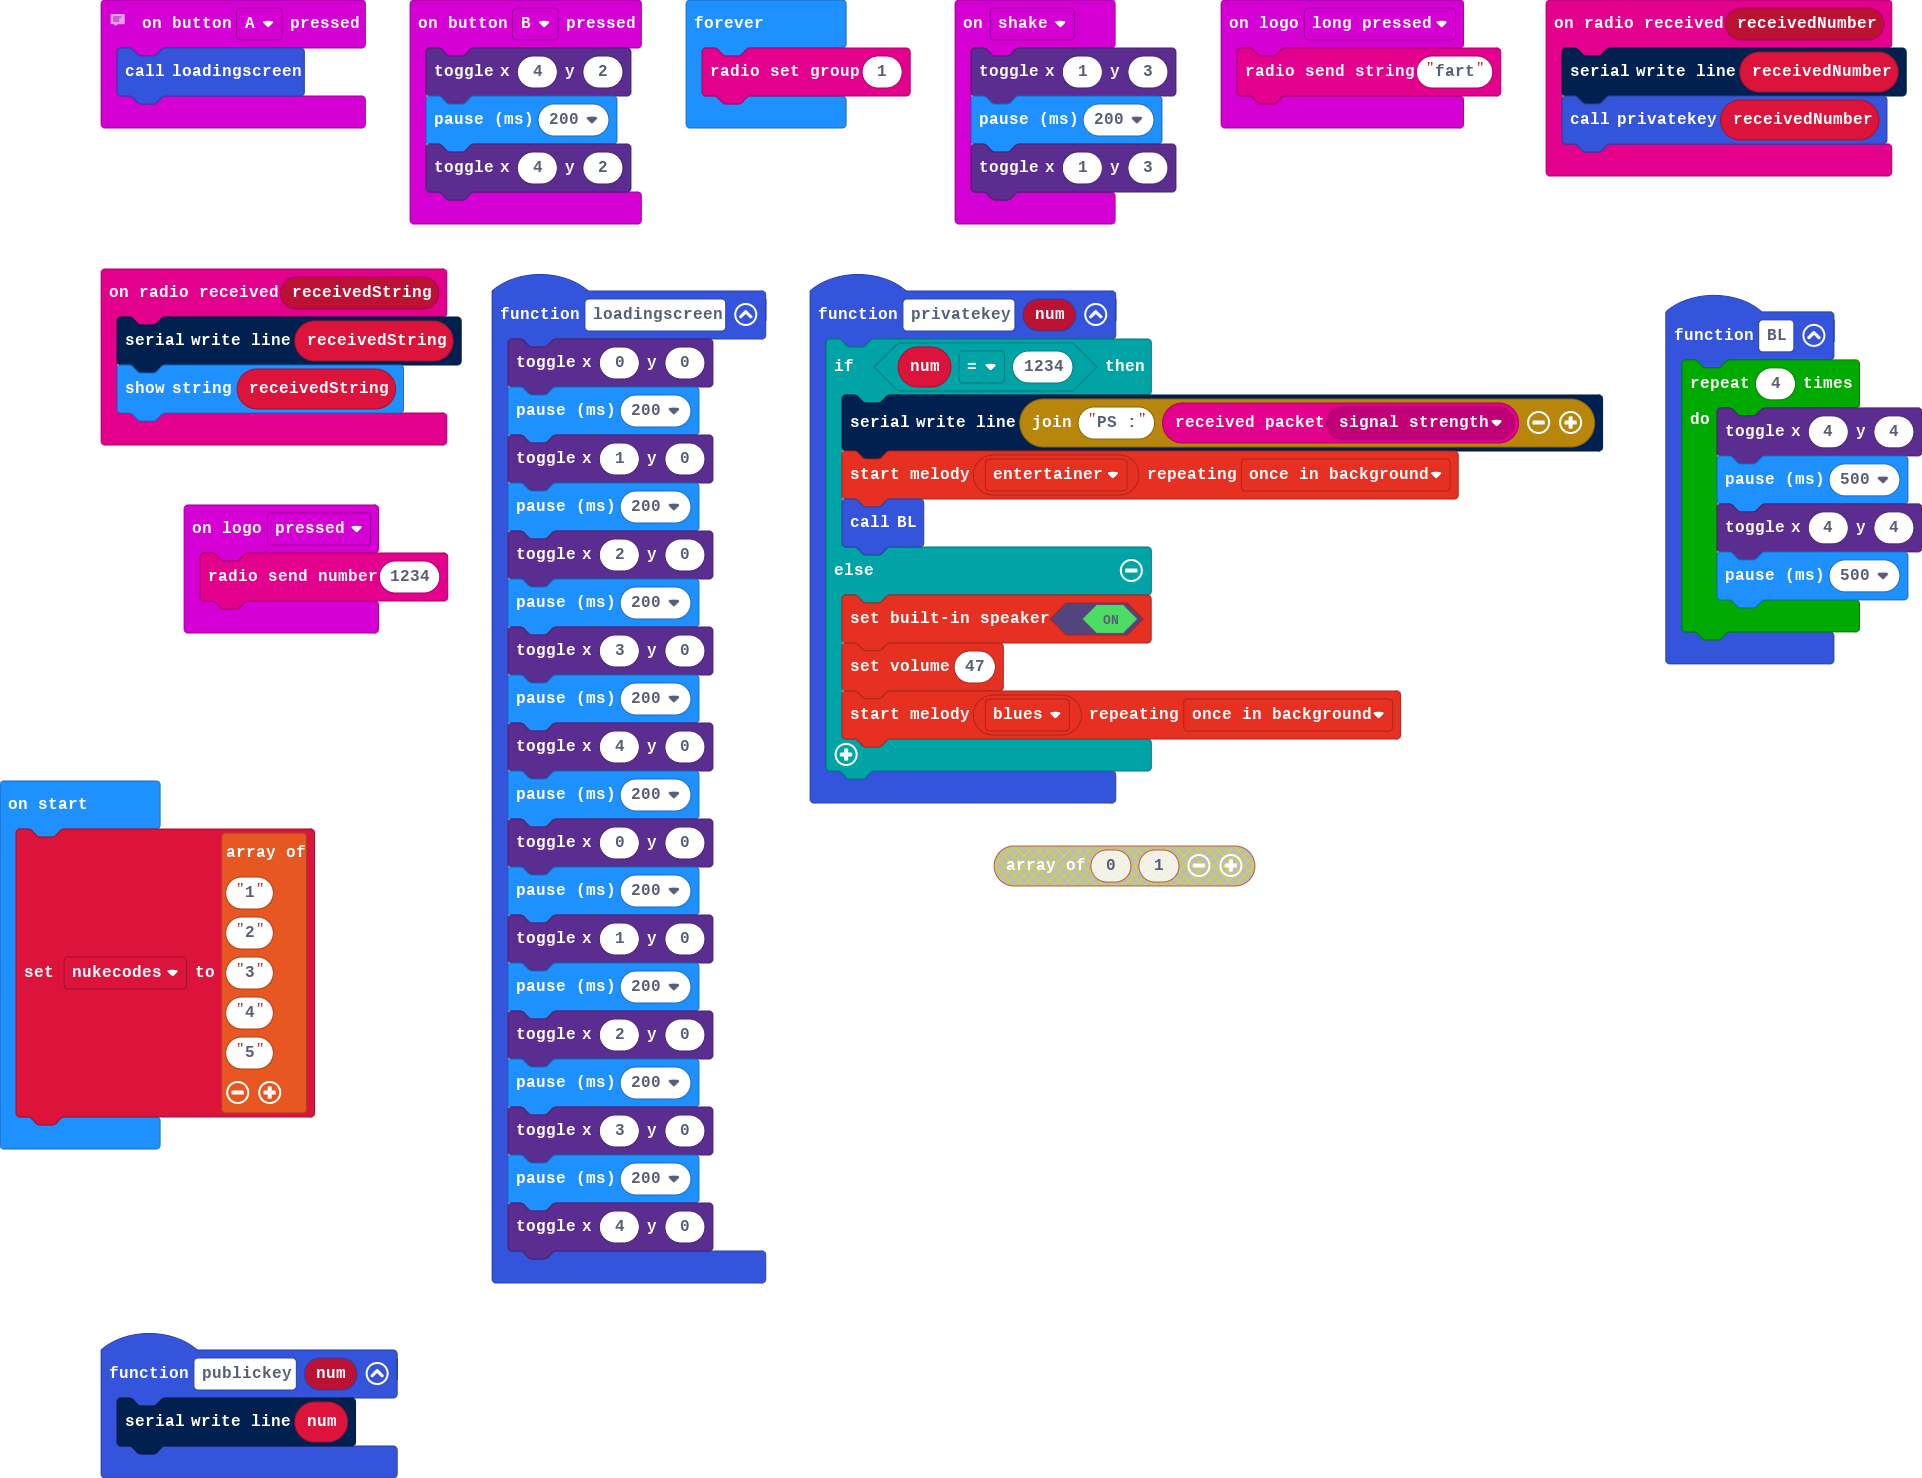 on button A pressed
call loadingscreen
on button B pressed
toggle x 4 y 2
pause (ms) 200
toggle x 4 y 2
forever
radio set group 1
on shake
toggle x 1 y 3
pause (ms) 200
toggle x 1 y 3
on logo long pressed
radio send string "fart"
on radio received receivedNumber
serial write line receivedNumber
call privatekey receivedNumber
on radio received receivedString
serial write line receivedString
show string receivedString
on logo pressed
radio send number 1234
function loadingscreen
toggle x 0 y 0
pause (ms) 200
toggle x 1 y 0
pause (ms) 200
toggle x 2 y 0
pause (ms) 200
toggle x 3 y 0
pause (ms) 200
toggle x 4 y 0
pause (ms) 200
toggle x 0 y 0
pause (ms) 200
toggle x 1 y 0
pause (ms) 200
toggle x 2 y 0
pause (ms) 200
toggle x 3 y 0
pause (ms) 200
toggle x 4 y 0
function privatekey num
if num = 1234 then
serial write line join "PS :" received packet signal strength
start melody entertainer repeating once in background
call BL
else
set built-in speaker ON
set volume 47
start melody blues repeating once in background
function BL
repeat 4 times
do
toggle x 4 y 4
pause (ms) 500
toggle x 4 y 4
pause (ms) 500
array of 0 1
on start
set nukecodes to array of
"1"
"2"
"3"
"4"
"5"
function publickey num
serial write line num